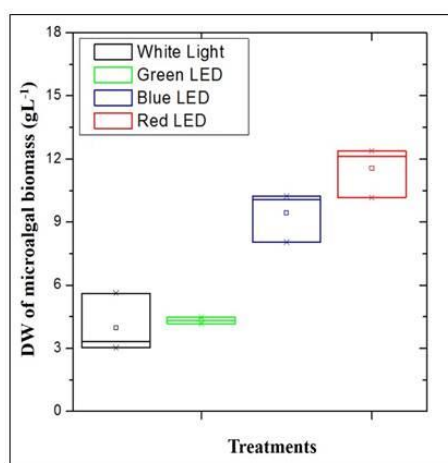 White Light
Green LED
Blue LED
Red LED
DW of microalgal biomass (gL⁻¹)
18
15
12
9
6
3
0
Treatments